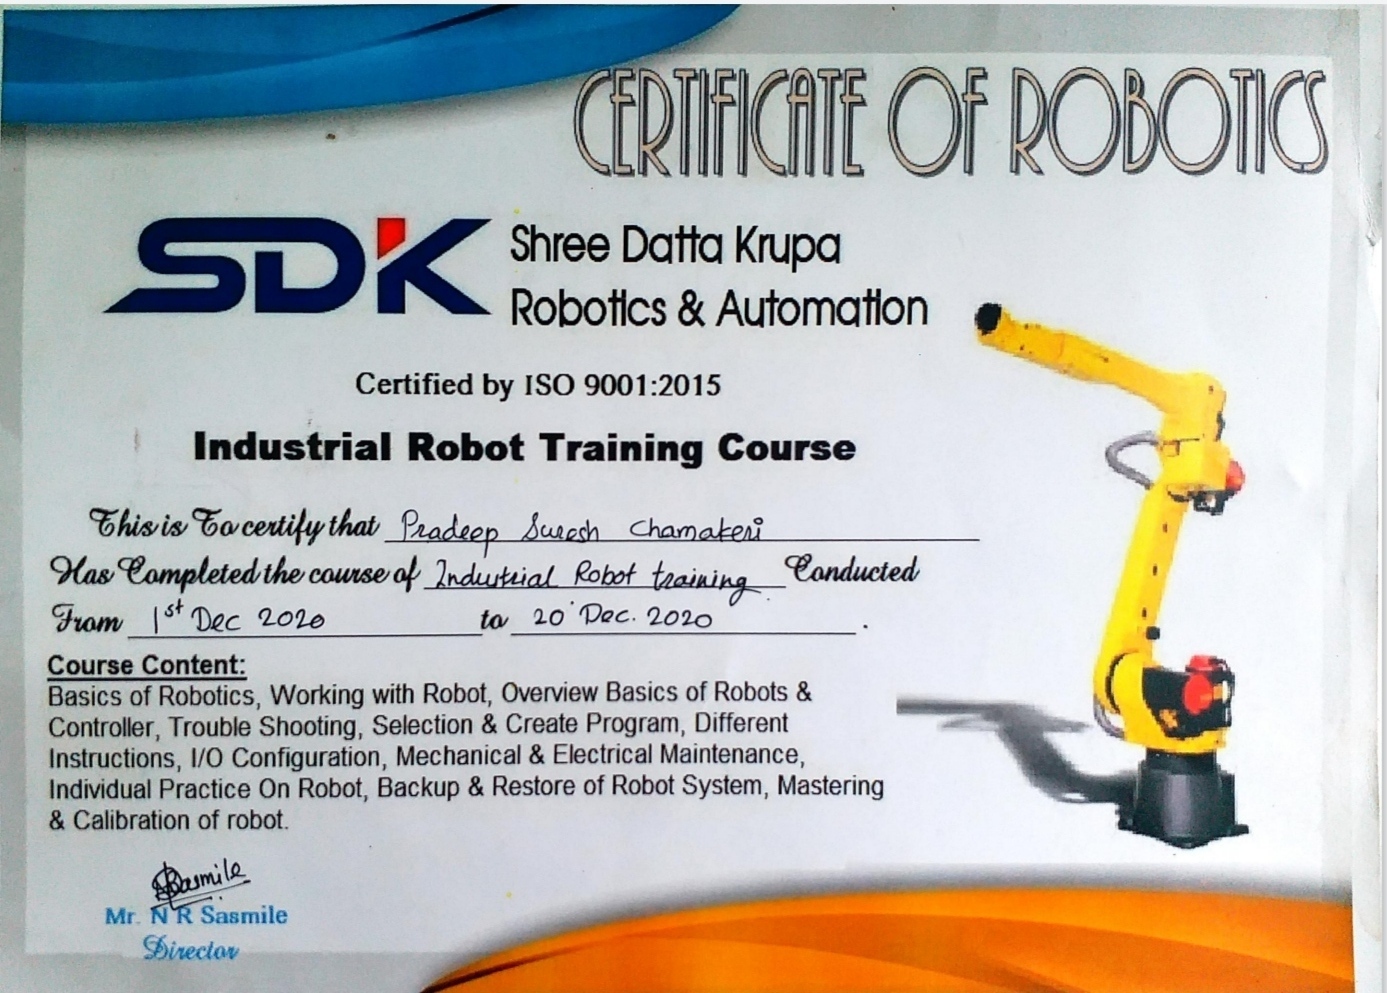 CERTIFICATE OF ROBOTICS
SDK
Shree Datta Krupa
Robotics & Automation
Certified by ISO 9001:2015
Industrial Robot Training Course
This is To certify that Pradeep Suresh Chamakeri
Has Completed the course of Industrial Robot training Conducted
From 1st Dec 2020 to 20 Dec. 2020.
Course Content:
Basics of Robotics, Working with Robot, Overview Basics of Robots &
Controller, Trouble Shooting, Selection & Create Program, Different
Instructions, I/O Configuration, Mechanical & Electrical Maintenance,
Individual Practice On Robot, Backup & Restore of Robot System, Mastering
& Calibration of robot.
NRSasmile
Mr. N R Sasmile
Director